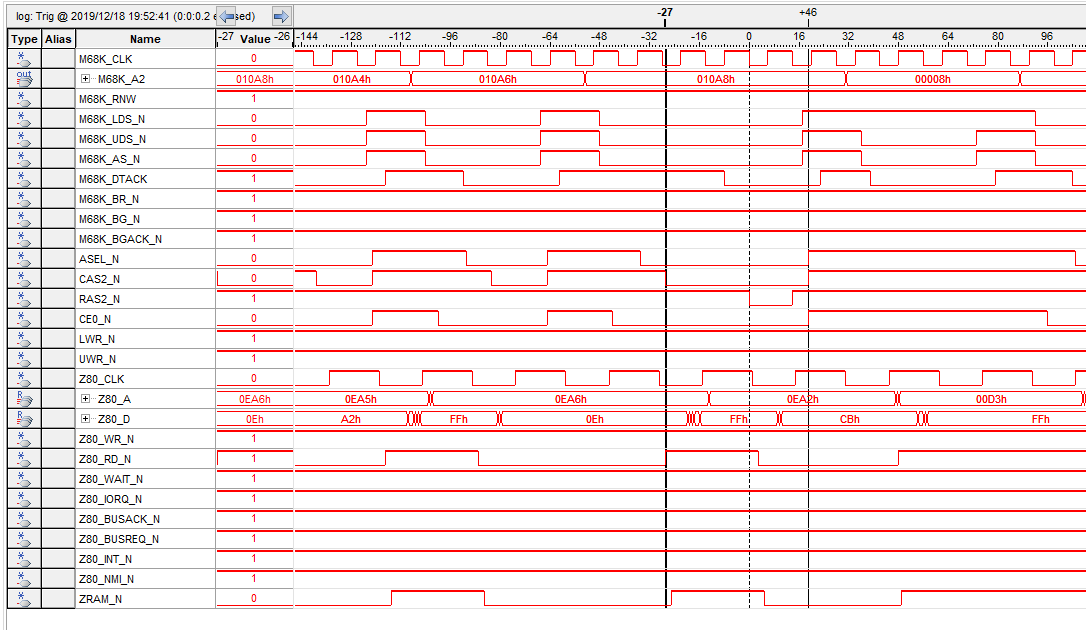 log: Trig @ 2019/12/18 19:52:41 (0:0:0.2 e sed) -27 +46
Type Alias Name -27 Value -26 -144 -128 -112 -96 -80 -64 -48 -32 -16 0 16 32 48 64 80 96
M68K_CLK 0
out M68K_A2 010A8h 010A4h 010A6h 010A8h 00008h
M68K_RNW 1
M68K_LDS_N 0
M68K_UDS_N 0
M68K_AS_N 0
M68K_DTACK 1
M68K_BR_N 1
M68K_BG_N 1
M68K_BGACK_N 1
ASEL_N 0
CAS2_N 0
RAS2_N 1
CE0_N 0
LWR_N 1
UWR_N 1
Z80_CLK 0
R Z80_A 0EA6h 0EA5h 0EA6h 0EA2h 00D3h
R Z80_D 0Eh A2h FFh 0Eh FFh CBh FFh
Z80_WR_N 1
Z80_RD_N 1
Z80_WAIT_N 1
Z80_IORQ_N 1
Z80_BUSACK_N 1
Z80_BUSREQ_N 1
Z80_INT_N 1
Z80_NMI_N 1
ZRAM_N 0